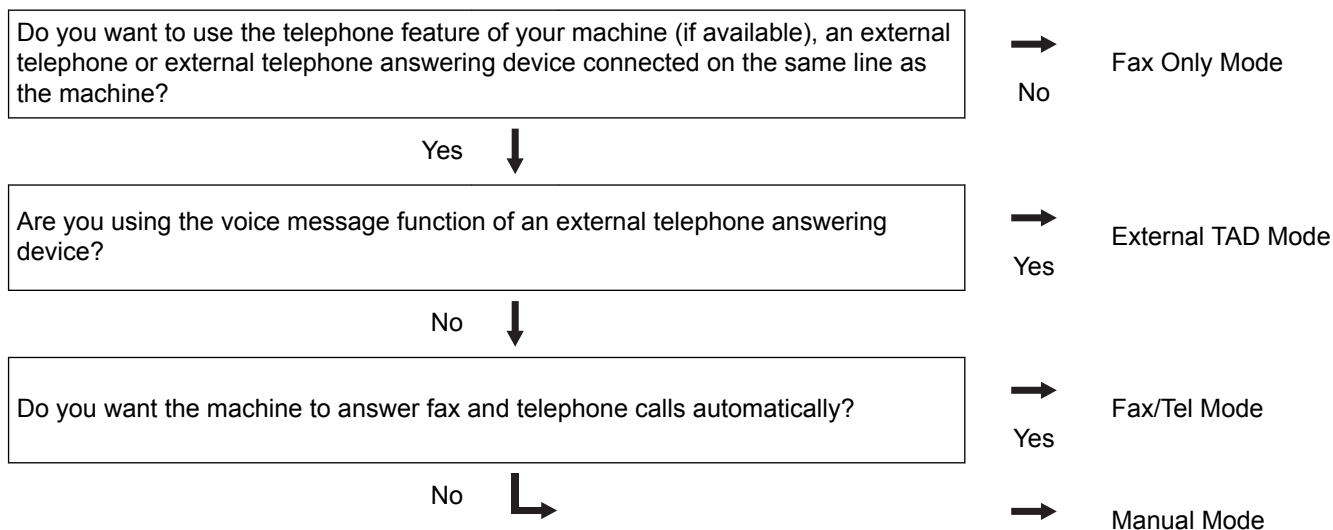 Do you want to use the telephone feature of your machine (if available), an external
telephone or external telephone answering device connected on the same line as
the machine?
No
Fax Only Mode
Yes
Are you using the voice message function of an external telephone answering
device?
Yes
External TAD Mode
No
Do you want the machine to answer fax and telephone calls automatically?
Yes
Fax/Tel Mode
No
Manual Mode